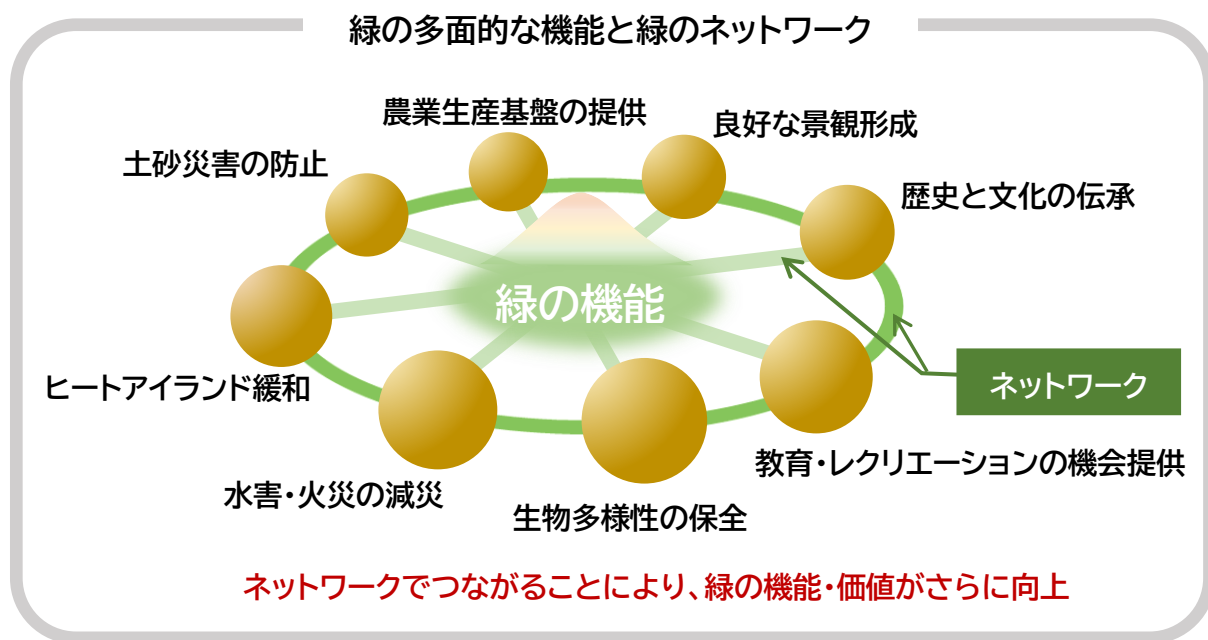 緑の多面的な機能と緑のネットワーク
農業生産基盤の提供
良好な景観形成
土砂災害の防止
歴史と文化の伝承
緑の機能
ヒートアイランド緩和
ネットワーク
教育・レクリエーションの機会提供
水害・火災の減災
生物多様性の保全
ネットワークでつながることにより、緑の機能・価値がさらに向上